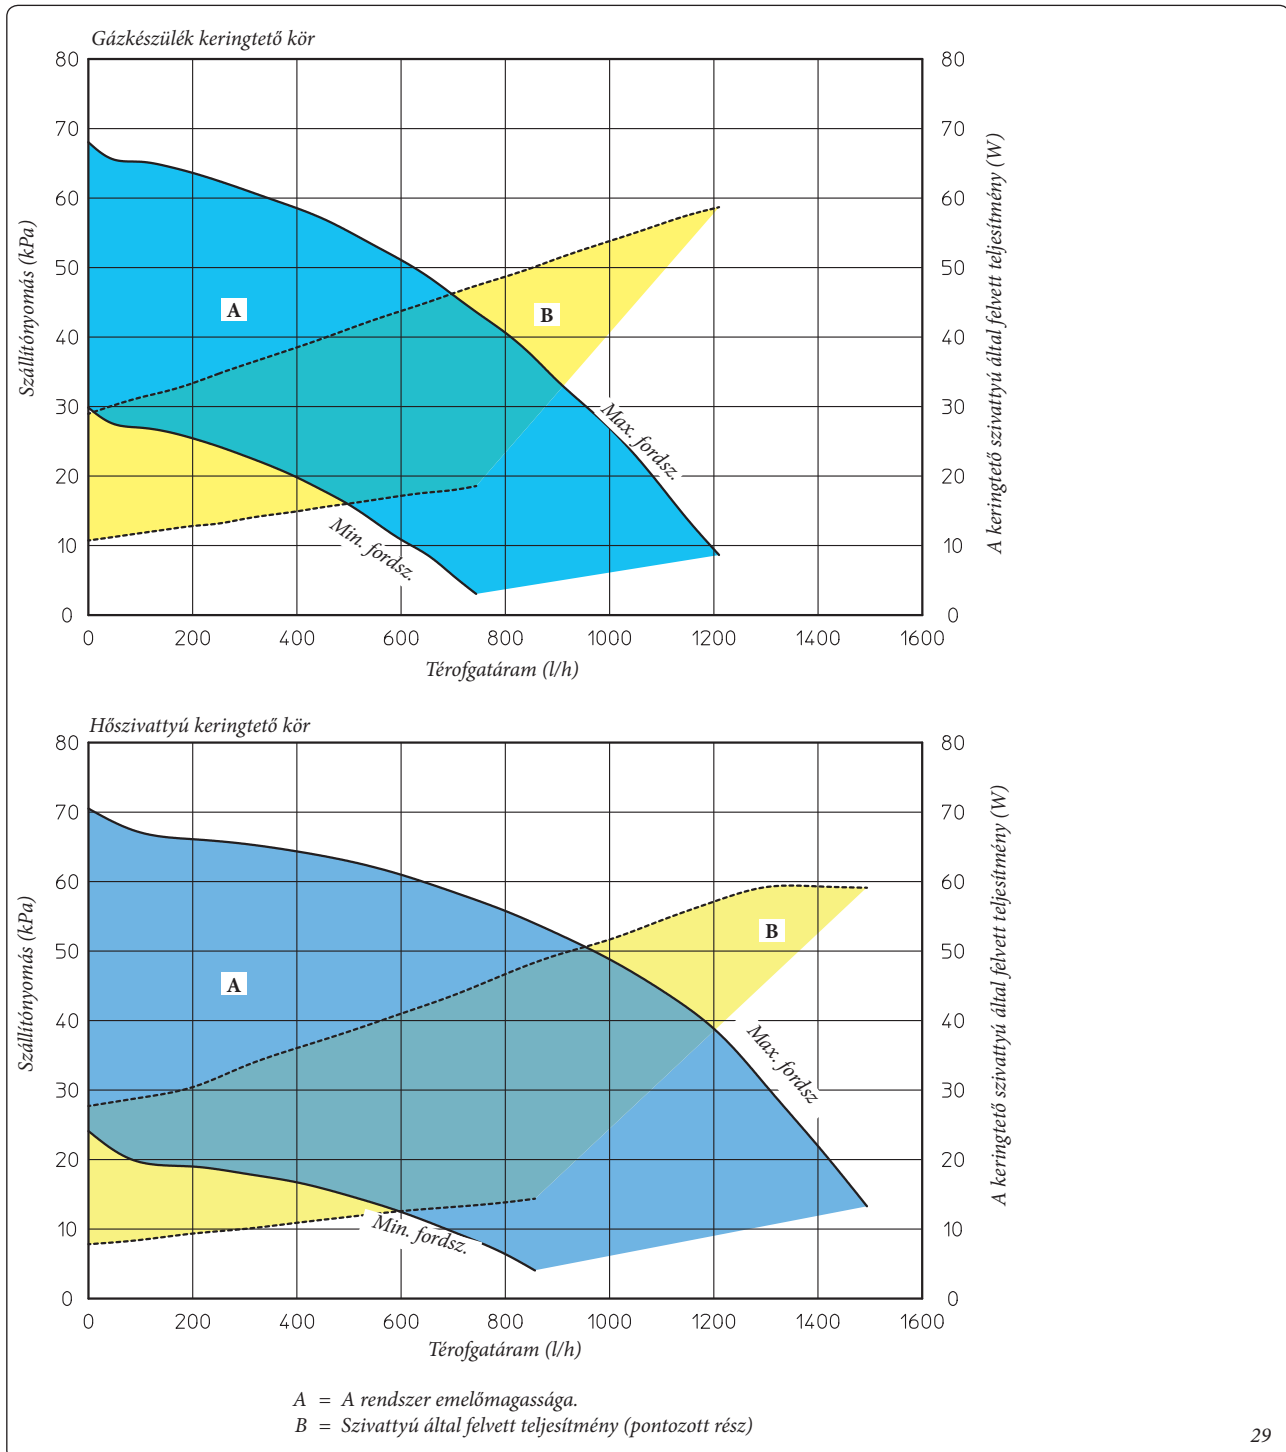 Gázkészülék keringtető kör
80 80
70 70
60 60
50 50
40 40
30 30
20 20
10 10
0 0
Szállítónyomás (kPa)
A keringtető szivattyú által felvett teljesítmény (W)
A
B
Max. fordsz.
Min. fordsz.
0 200 400 600 800 1000 1200 1400 1600
Térofgatáram (l/h)
Hőszivattyú keringtető kör
80 80
70 70
60 60
50 50
40 40
30 30
20 20
10 10
0 0
Szállítónyomás (kPa)
A keringtető szivattyú által felvett teljesítmény (W)
A
B
Max. fordsz
Min. fordsz.
0 200 400 600 800 1000 1200 1400 1600
Térofgatáram (l/h)
A = A rendszer emelőmagassága.
B = Szivattyú által felvett teljesítmény (pontozott rész)
29